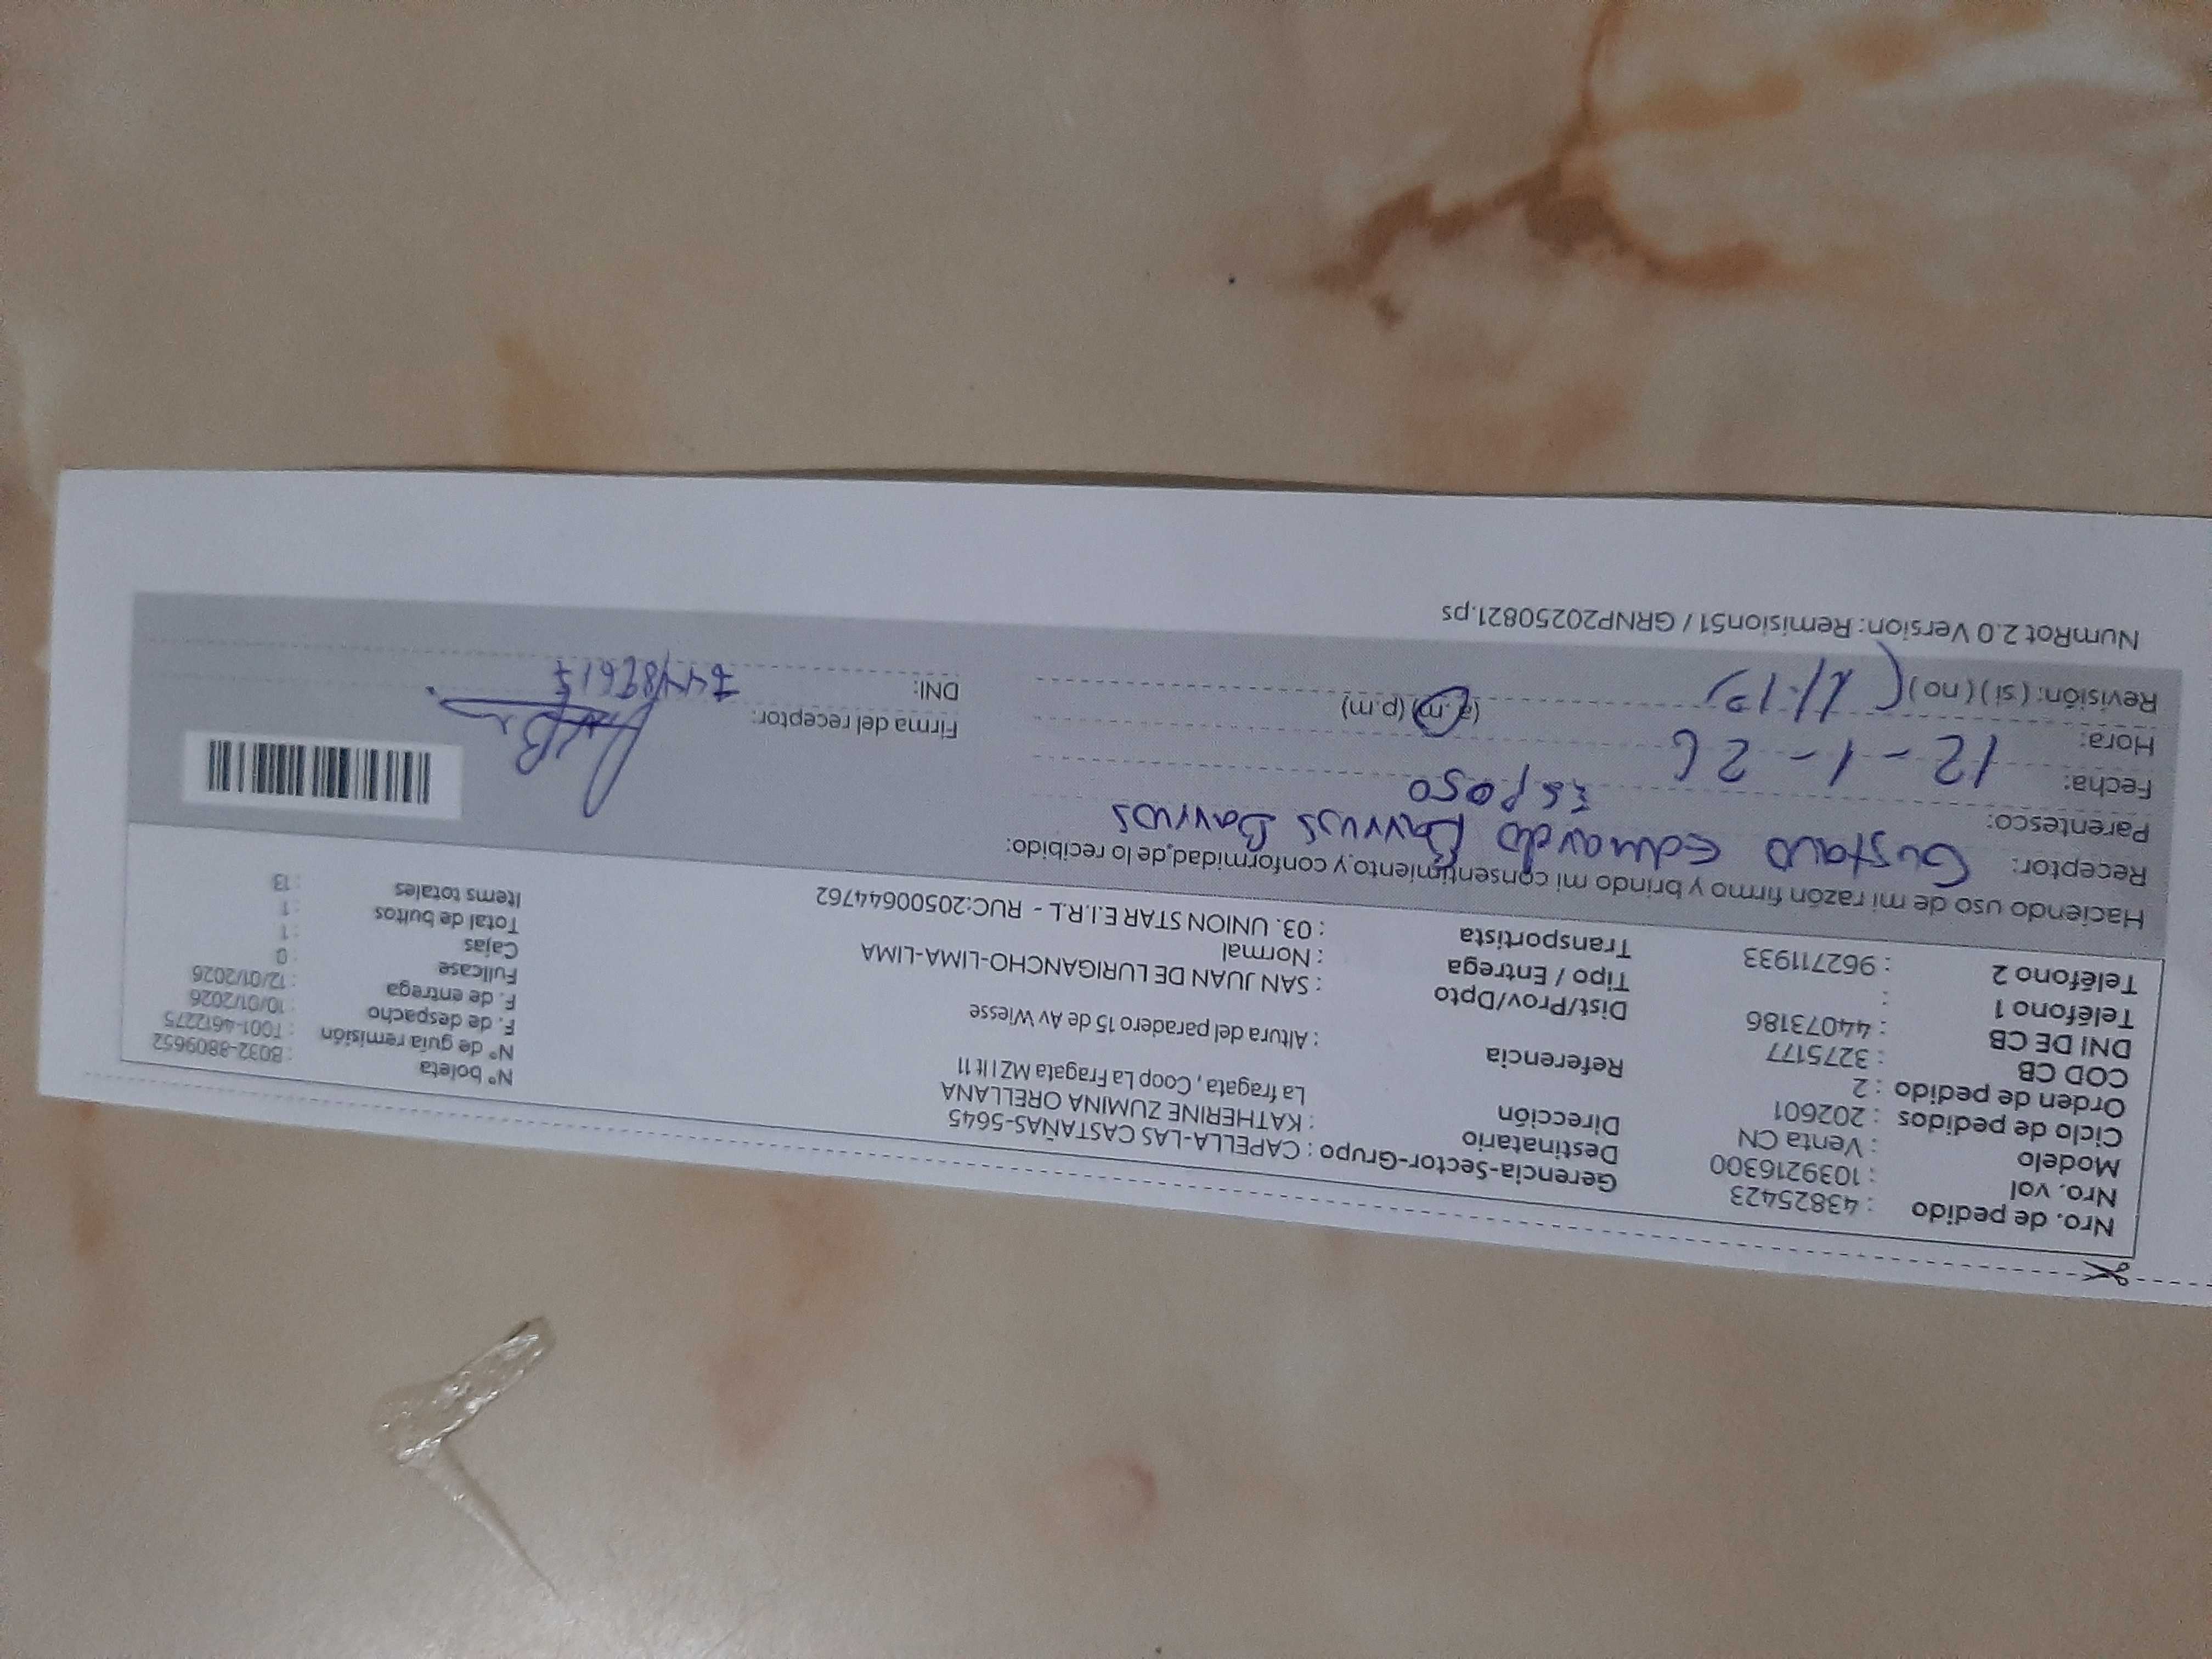 Nro. de pedido : 43825423
Nro. vol : 1039216300
Modelo : Venta CN
Ciclo de pedidos : 202601
Orden de pedido : 2
COD CB : 3275177
DNI DE CB : 44073186
Teléfono 1 :
Teléfono 2 : 962711933
Gerencia-Sector-Grupo : CAPELLA-LAS CASTAÑAS-5645
Destinatario : KATHERINE ZUMINA ORELLANA
Dirección
La fragata, Coop La Fragata MZ I lt 11
Referencia : Altura del paradero 15 de Av Wiesse
Dist/Prov/Dpto : SAN JUAN DE LURIGANCHO-LIMA-LIMA
Tipo / Entrega : Normal
Transportista : 03. UNION STAR E.I.R.L - RUC:20500644762
Nº boleta : B032-8809652
Nº de guía remisión : T001-4612275
F. de despacho : 10/01/2026
F. de entrega : 12/01/2026
Fullcase : 0
Cajas : 1
Total de bultos : 1
Items totales : 13
Haciendo uso de mi razón firmo y brindo mi consentimiento,y conformidad,de lo recibido:
Receptor: Gustavo Eduardo Barrios Barrios
Parentesco: Esposo
Fecha: 12-1-26
Hora: (a.m) (p.m)
Revisión: ( si ) ( no )
Firma del receptor:
DNI:
NumRot 2.0 Version: Remision51 / GRNP20250821.ps